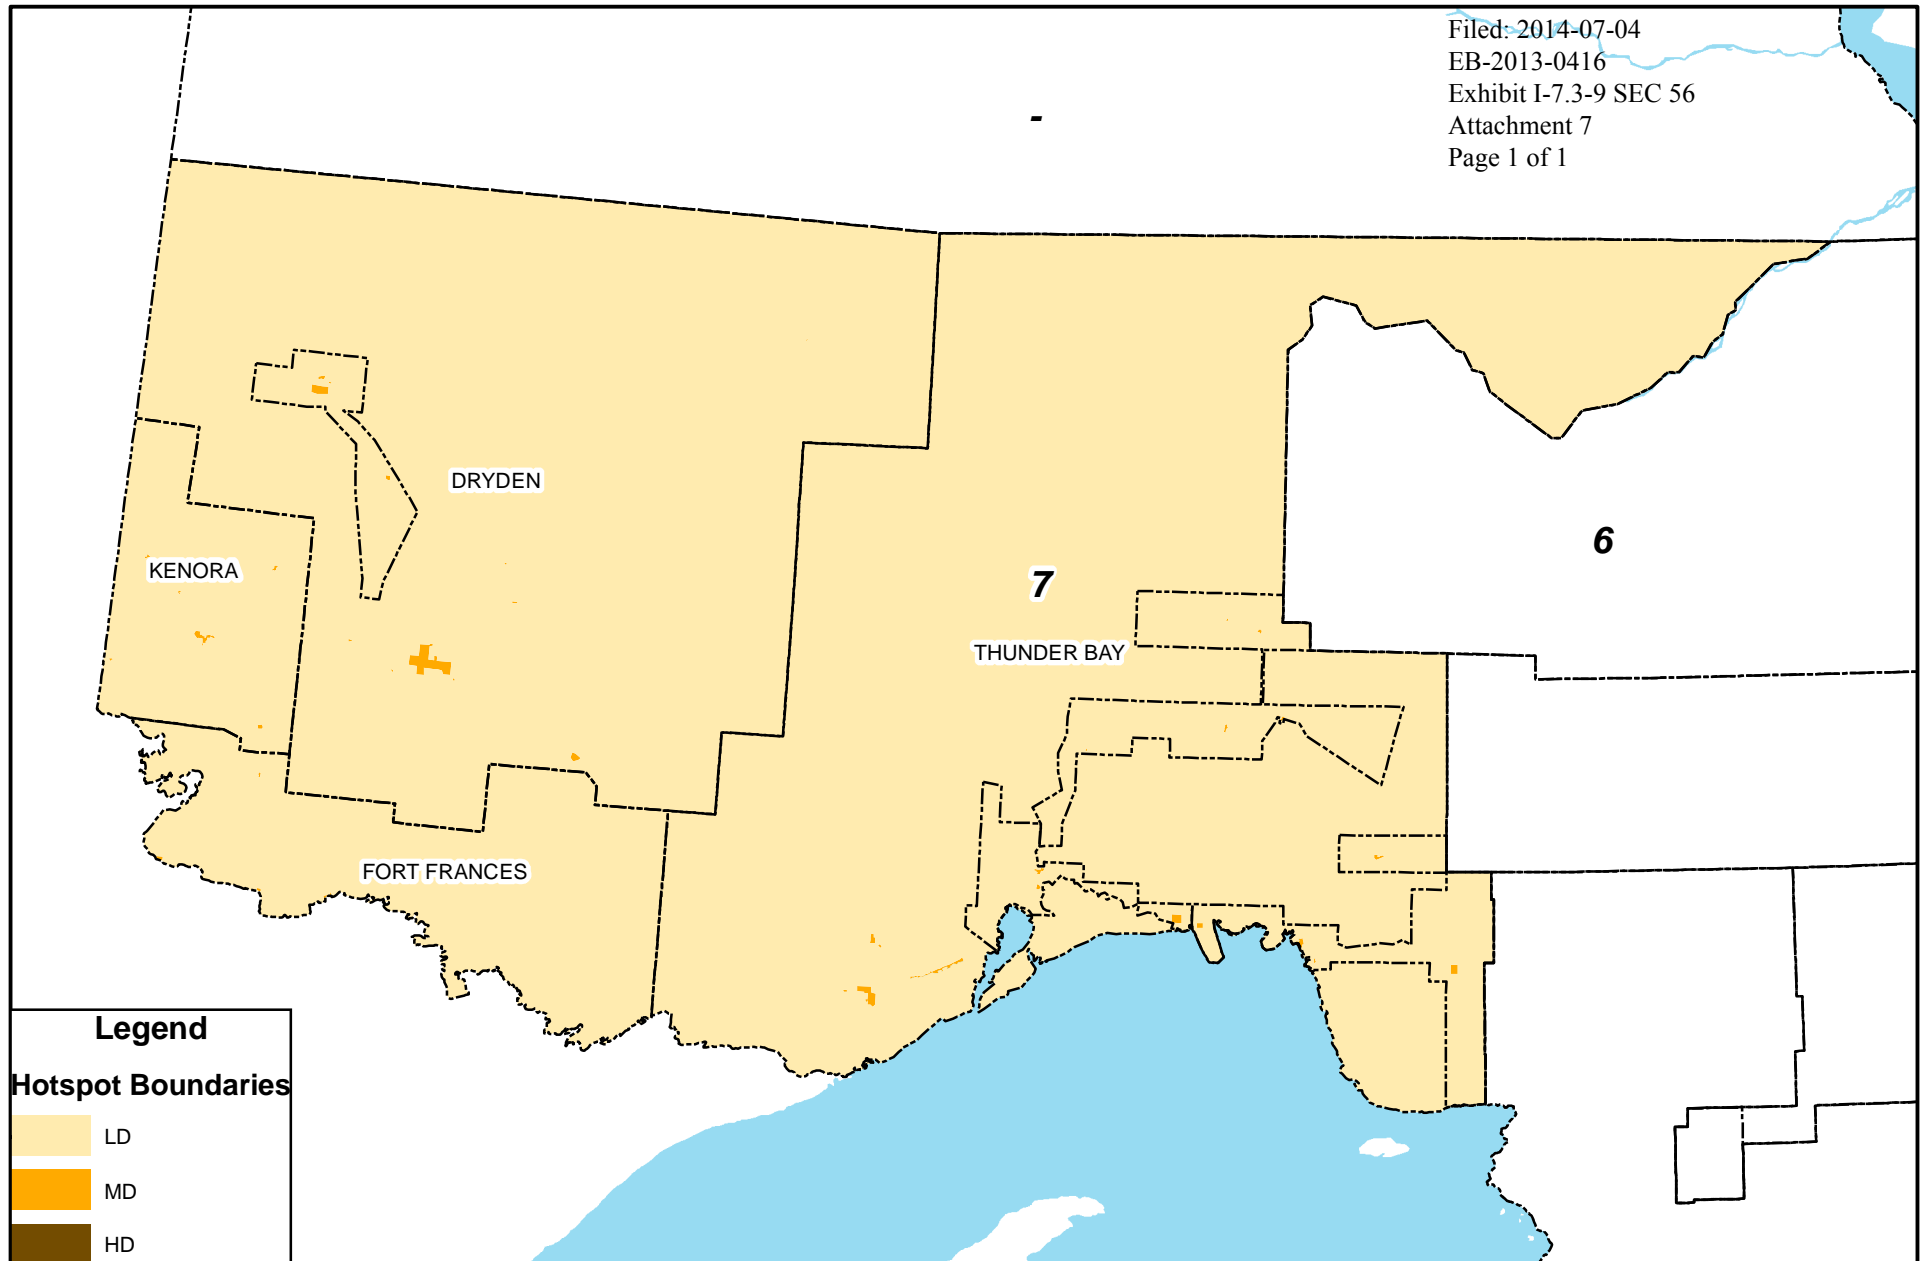 Filed: 2014-07-04
EB-2013-0416
Exhibit I-7.3-9 SEC 56
Attachment 7
Page 1 of 1
-
DRYDEN
6
KENORA
7
THUNDER BAY
FORT FRANCES
Legend
Hotspot Boundaries
LD
MD
HD